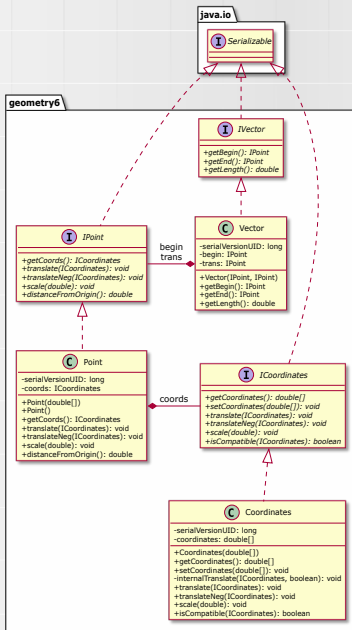 java.io
I Serializable
geometry6
I IVector
+getBegin(): IPoint
+getEnd(): IPoint
+getLength(): double
C Vector
-serialVersionUID: long
-begin: IPoint
-trans: IPoint
+Vector(IPoint, IPoint)
+getBegin(): IPoint
+getEnd(): IPoint
+getLength(): double
I IPoint
+getCoords(): ICoordinates
+translate(ICoordinates): void
+translateNeg(ICoordinates): void
+scale(double): void
+distanceFromOrigin(): double
begin
trans
C Point
-serialVersionUID: long
-coords: ICoordinates
+Point(double[])
+Point()
+getCoords(): ICoordinates
+translate(ICoordinates): void
+translateNeg(ICoordinates): void
+scale(double): void
+distanceFromOrigin(): double
coords
I ICoordinates
+getCoordinates(): double[]
+setCoordinates(double[]): void
+translate(ICoordinates): void
+translateNeg(ICoordinates): void
+scale(double): void
+isCompatible(ICoordinates): boolean
C Coordinates
-serialVersionUID: long
-coordinates: double[]
+Coordinates(double[])
+getCoordinates(): double[]
+setCoordinates(double[]): void
-internalTranslate(ICoordinates, boolean): void
+translate(ICoordinates): void
+translateNeg(ICoordinates): void
+scale(double): void
+isCompatible(ICoordinates): boolean